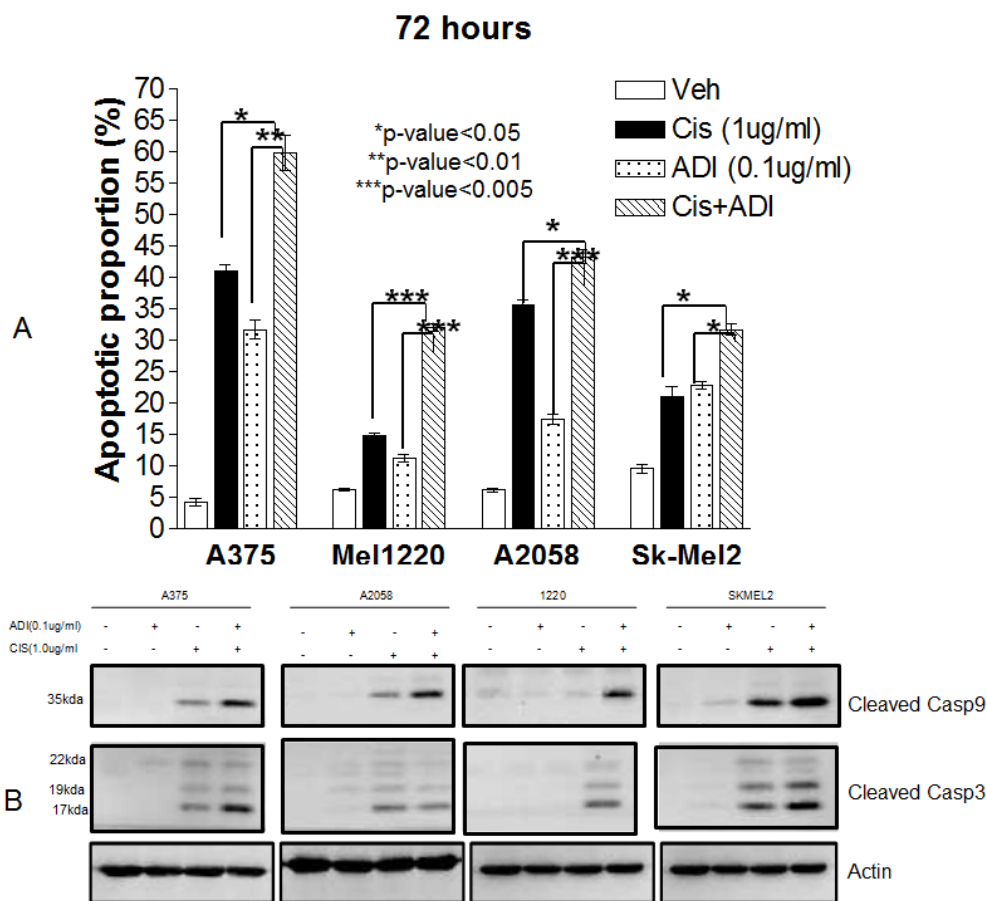 72 hours
Apoptotic proportion (%)
70
65
60
55
50
45
40
35
30
25
20
15
10
5
0
Veh
Cis (1ug/ml)
ADI (0.1ug/ml)
Cis+ADI
*p-value<0.05
**p-value<0.01
***p-value<0.005
*
**
***
***
*
***
*
*
A
A375 Mel1220 A2058 Sk-Mel2
A375 A2058 1220 SKMEL2
ADI(0.1ug/ml) - + - + - + - + - + - + - + - +
CIS(1.0ug/ml - - + + - - + + - - + + - - + +
35kda
Cleaved Casp9
22kda
19kda
17kda
B
Cleaved Casp3
Actin